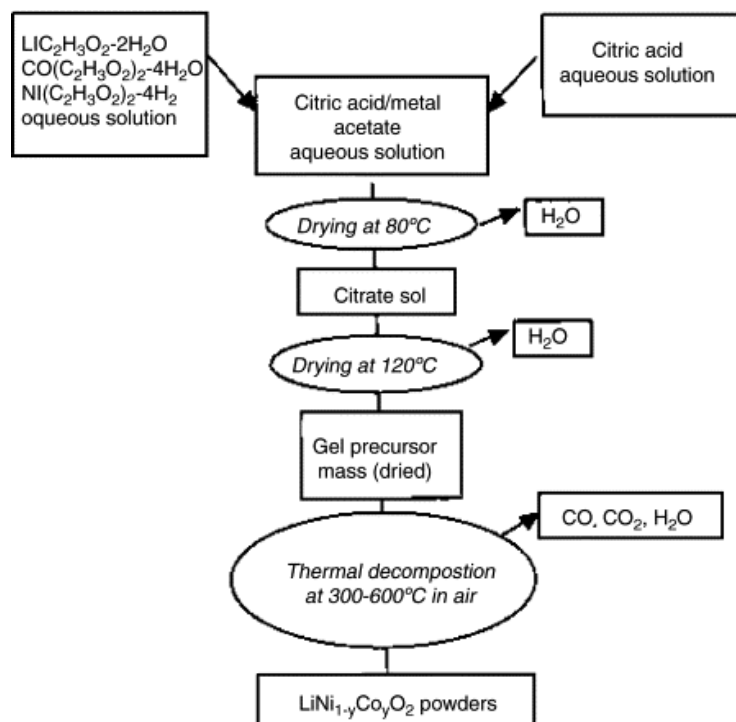 LIC₂H₃O₂-2H₂O
CO(C₂H₃O₂)₂-4H₂O
NI(C₂H₃O₂)₂-4H₂
oqueous solution
Citric acid
aqueous solution
Citric acid/metal
acetate
aqueous solution
Drying at 80ºC
H₂O
Citrate sol
Drying at 120ºC
H₂O
Gel precursor
mass (dried)
CO, CO₂, H₂O
Thermal decompostion
at 300-600ºC in air
LiNi₁₋yCoyO₂ powders